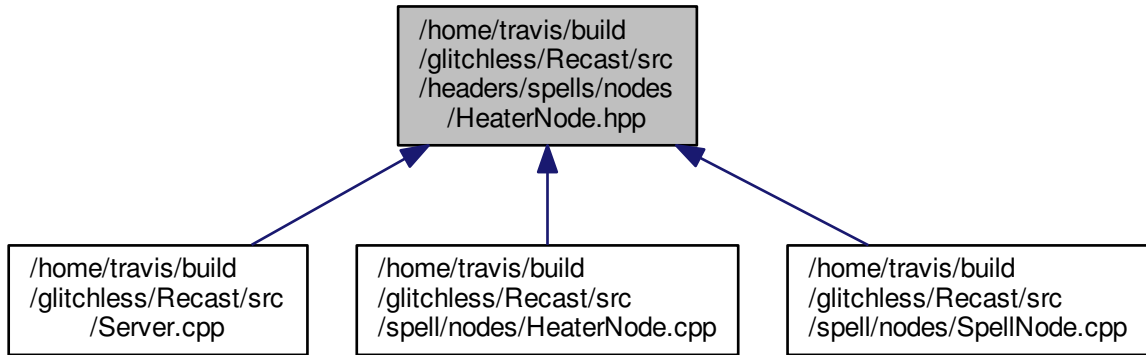 /home/travis/build
/glitchless/Recast/src
/headers/spells/nodes
/HeaterNode.hpp
/home/travis/build
/glitchless/Recast/src
/Server.cpp
/home/travis/build
/glitchless/Recast/src
/spell/nodes/HeaterNode.cpp
/home/travis/build
/glitchless/Recast/src
/spell/nodes/SpellNode.cpp